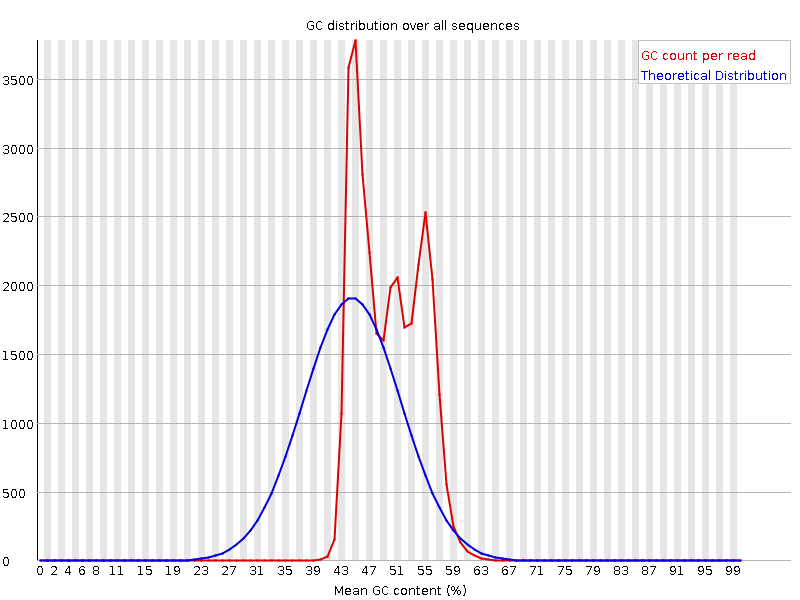 GC distribution over all sequences
GC count per read
Theoretical Distribution
3500
3000
2500
2000
1500
1000
500
0
0 2 4 6 8 11 15 19 23 27 31 35 39 43 47 51 55 59 63 67 71 75 79 83 87 91 95 99
Mean GC content (%)